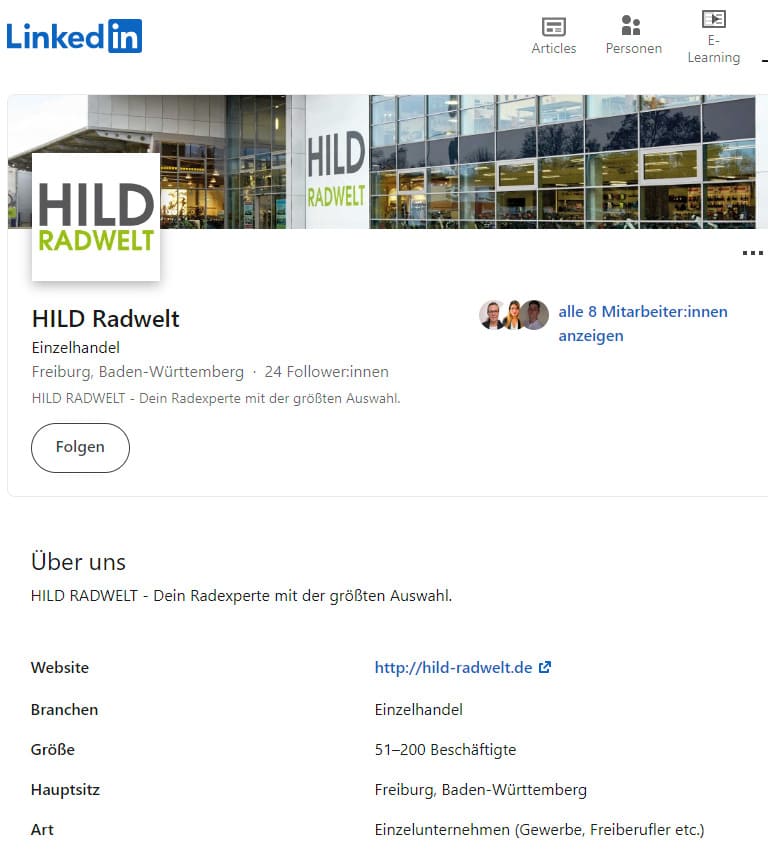 Linked in
Articles
Personen
E-
Learning
HILD
RADWELT
HILD
RADWELT
HILD Radwelt
Einzelhandel
Freiburg, Baden-Württemberg · 24 Follower:innen
HILD RADWELT - Dein Radexperte mit der größten Auswahl.
alle 8 Mitarbeiter:innen
anzeigen
Folgen
Über uns
HILD RADWELT - Dein Radexperte mit der größten Auswahl.
Website http://hild-radwelt.de
Branchen Einzelhandel
Größe 51–200 Beschäftigte
Hauptsitz Freiburg, Baden-Württemberg
Art Einzelunternehmen (Gewerbe, Freiberufler etc.)